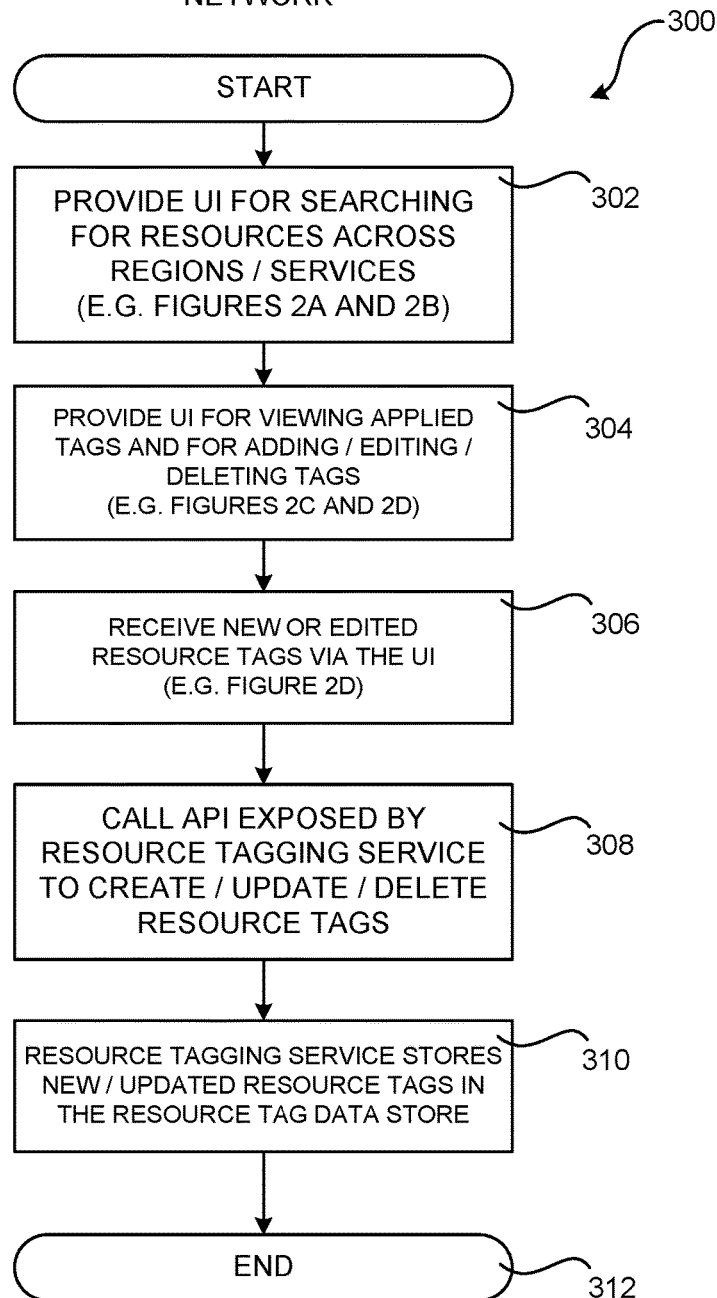 NETWORK
300
START
PROVIDE UI FOR SEARCHING
FOR RESOURCES ACROSS
REGIONS / SERVICES
(E.G. FIGURES 2A AND 2B)
302
PROVIDE UI FOR VIEWING APPLIED
TAGS AND FOR ADDING / EDITING /
DELETING TAGS
(E.G. FIGURES 2C AND 2D)
304
RECEIVE NEW OR EDITED
RESOURCE TAGS VIA THE UI
(E.G. FIGURE 2D)
306
CALL API EXPOSED BY
RESOURCE TAGGING SERVICE
TO CREATE / UPDATE / DELETE
RESOURCE TAGS
308
RESOURCE TAGGING SERVICE STORES
NEW / UPDATED RESOURCE TAGS IN
THE RESOURCE TAG DATA STORE
310
END
312